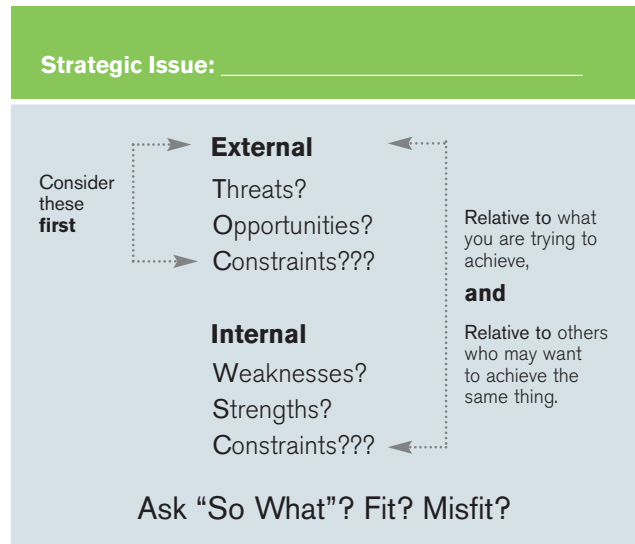 Strategic Issue: ______________________________
Consider
these
first
External
Threats?
Opportunities?
Constraints???
Internal
Weaknesses?
Strengths?
Constraints???
Relative to what
you are trying to
achieve,
and
Relative to others
who may want
to achieve the
same thing.
Ask “So What”? Fit? Misfit?